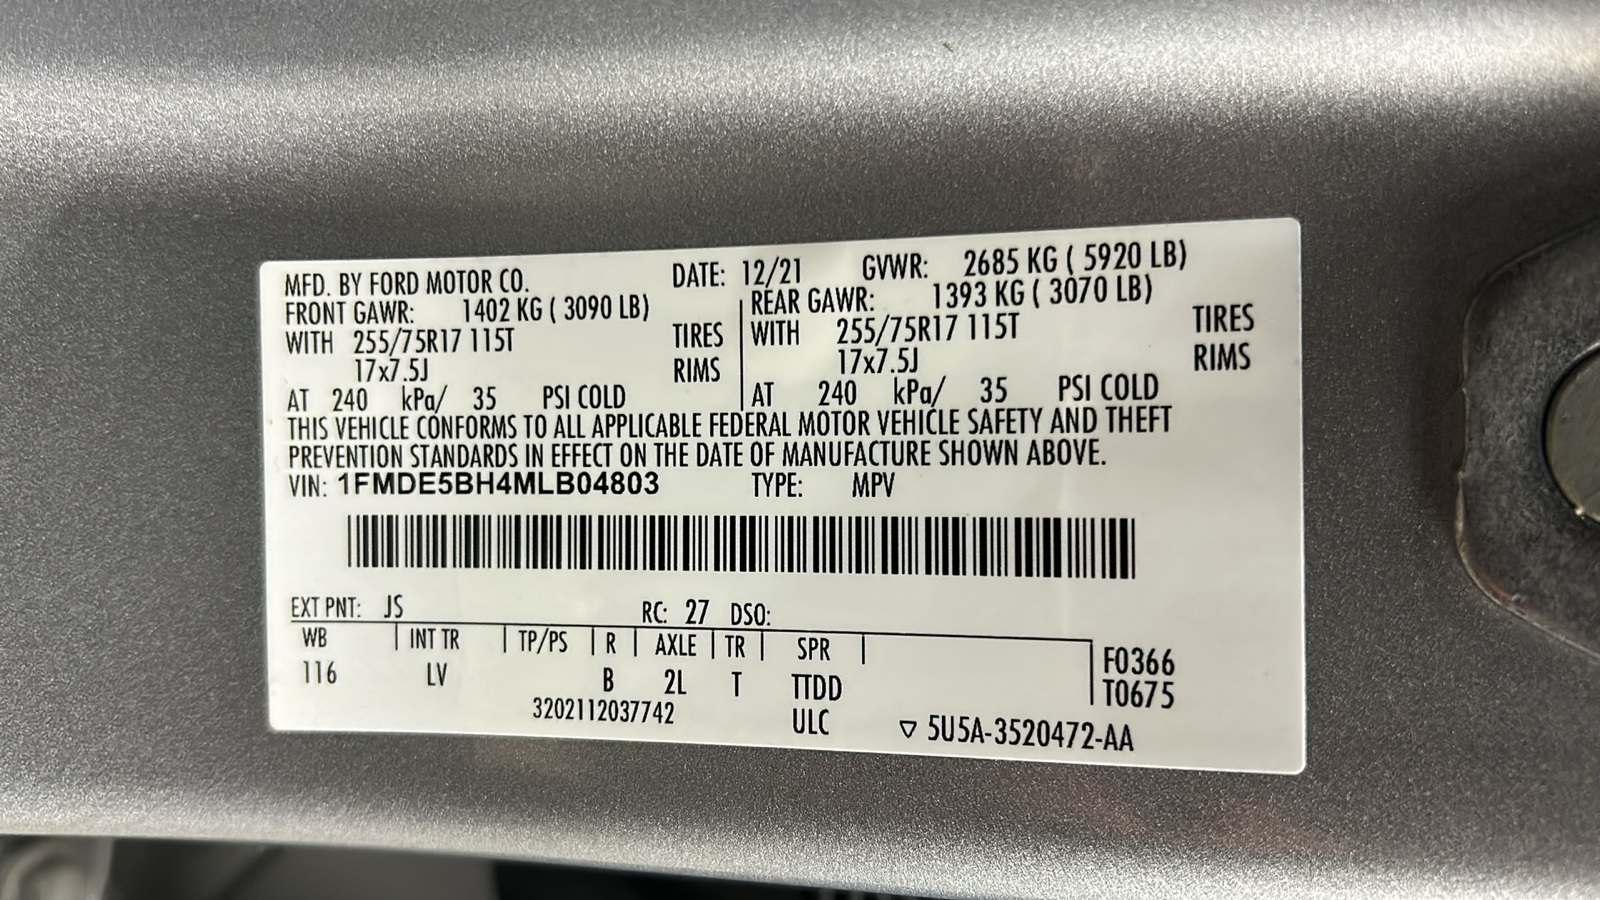 MFD. BY FORD MOTOR CO. DATE: 12/21 GVWR: 2685 KG ( 5920 LB)
FRONT GAWR: 1402 KG ( 3090 LB) REAR GAWR: 1393 KG ( 3070 LB)
WITH 255/75R17 115T TIRES WITH 255/75R17 115T TIRES
17x7.5J RIMS 17x7.5J RIMS
AT 240 kPa/ 35 PSI COLD AT 240 kPa/ 35 PSI COLD
THIS VEHICLE CONFORMS TO ALL APPLICABLE FEDERAL MOTOR VEHICLE SAFETY AND THEFT
PREVENTION STANDARDS IN EFFECT ON THE DATE OF MANUFACTURE SHOWN ABOVE.
VIN: 1FMDE5BH4MLB04803 TYPE: MPV
EXT PNT: JS RC: 27 DSO:
WB INT TR TP/PS R AXLE TR SPR F0366
116 LV B 2L T TTDD T0675
3202112037742 ULC ▽ 5U5A-3520472-AA